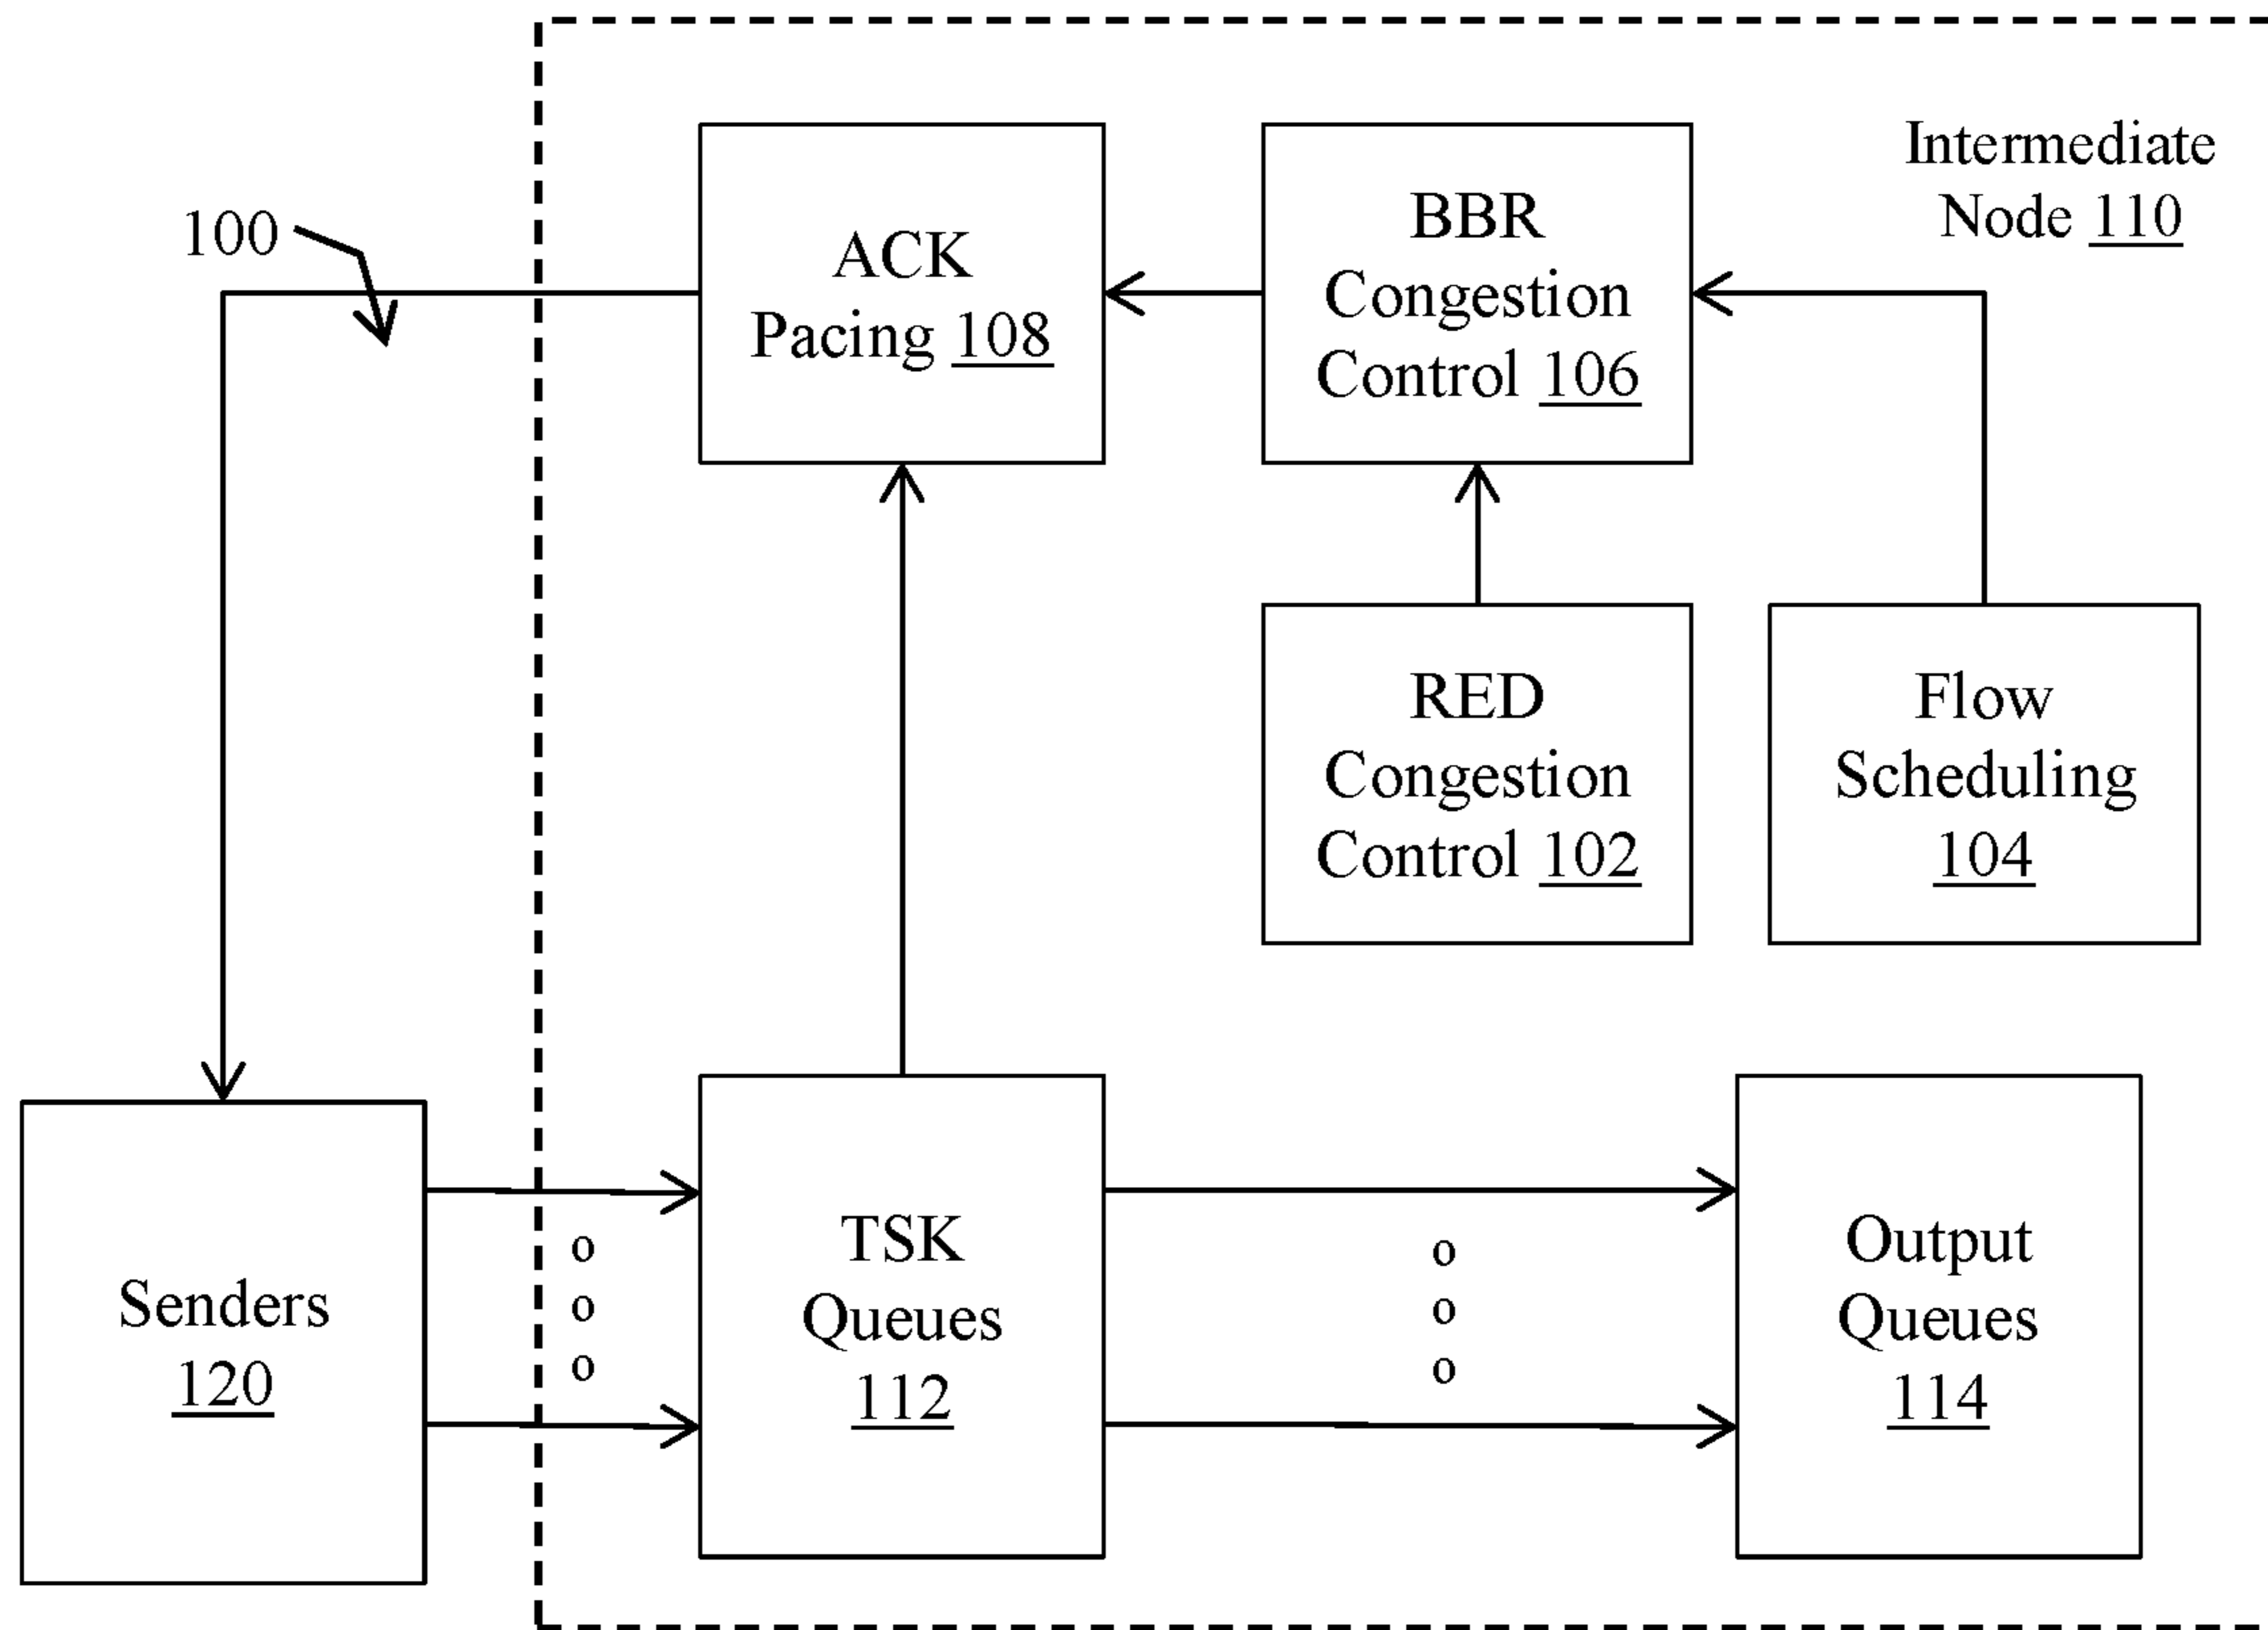 Intermediate
Node 110
100
ACK
Pacing 108
BBR
Congestion
Control 106
RED
Congestion
Control 102
Flow
Scheduling
104
Senders
120
o
o
o
TSK
Queues
112
o
o
o
Output
Queues
114